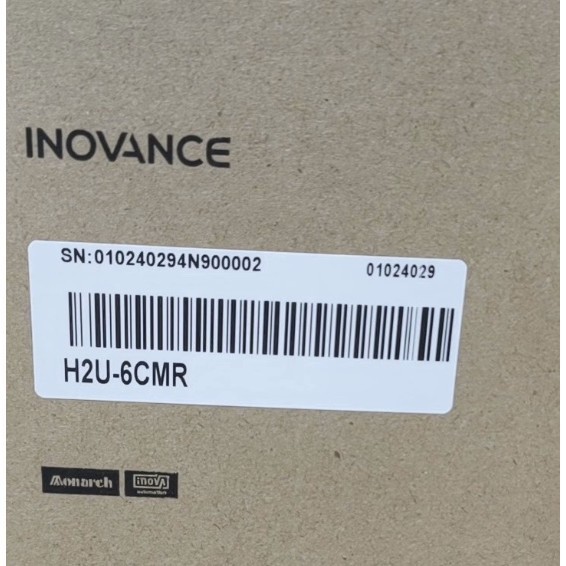 INOVANCE
SN:010240294N900002 01024029
H2U-6CMR
Monarch inovA
automation